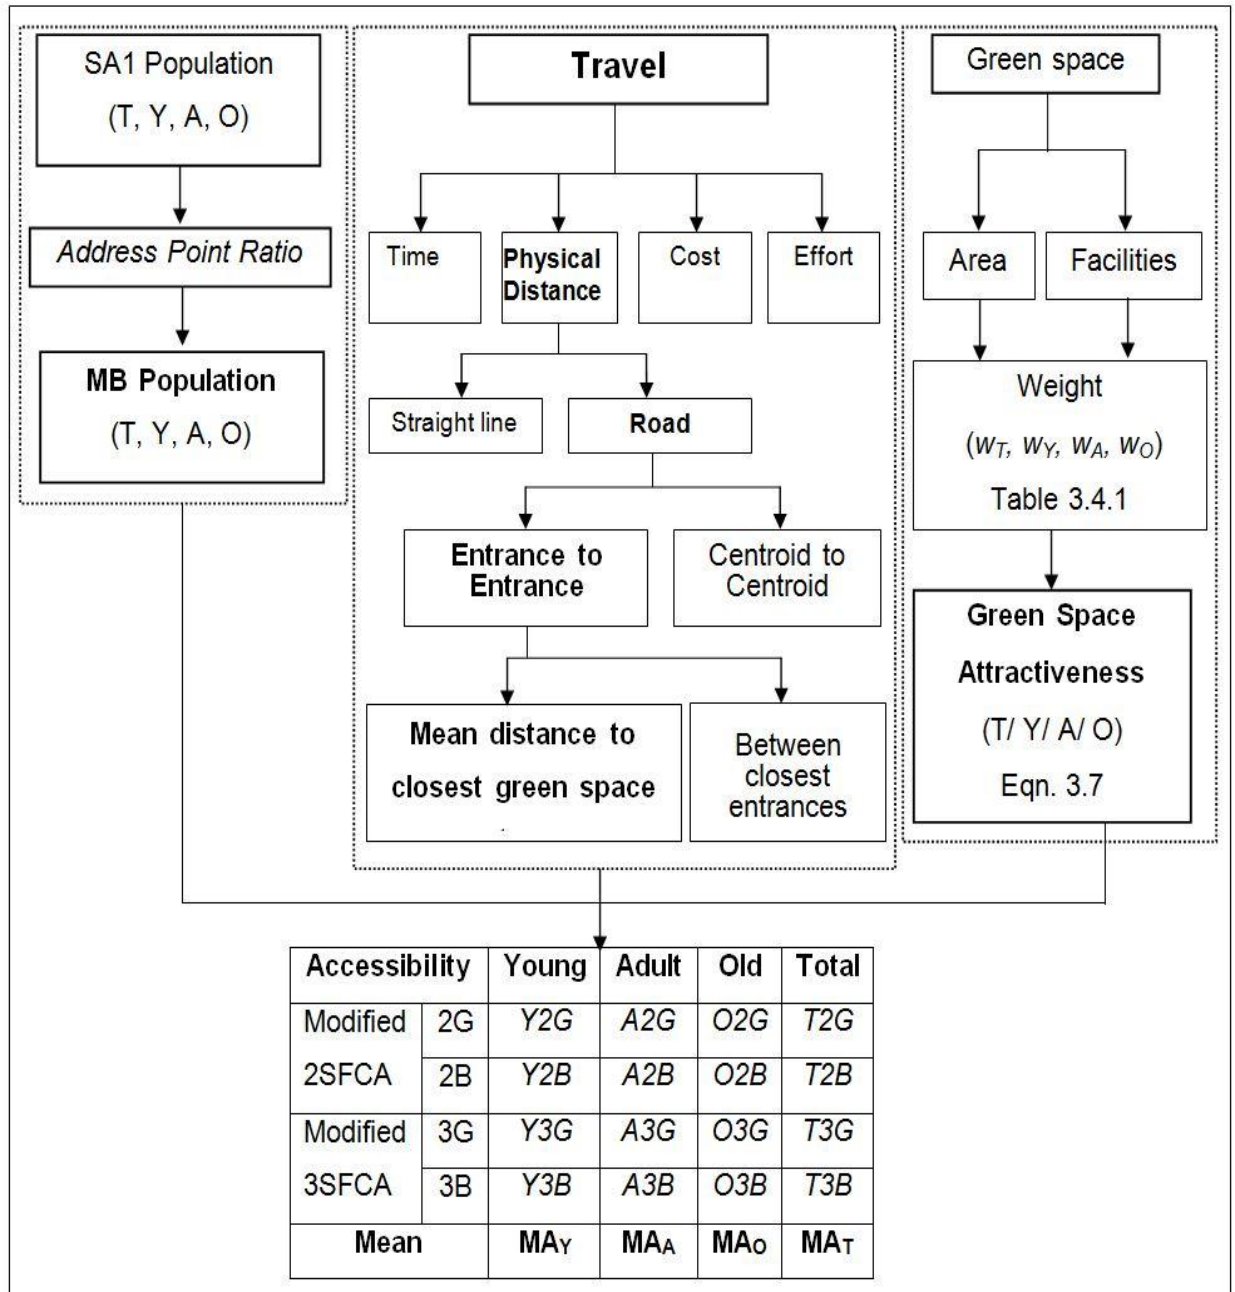 SA1 Population
(T, Y, A, O)
Address Point Ratio
MB Population
(T, Y, A, O)
Travel
Time
Physical
Distance
Cost
Effort
Straight line
Road
Entrance to
Entrance
Centroid to
Centroid
Mean distance to
closest green space
.
Between
closest
entrances
Green space
Area
Facilities
Weight
(wT, wY, wA, wO)
Table 3.4.1
Green Space
Attractiveness
(T/ Y/ A/ O)
Eqn. 3.7
Accessibility Young Adult Old Total
Modified 2G Y2G A2G O2G T2G
2SFCA 2B Y2B A2B O2B T2B
Modified 3G Y3G A3G O3G T3G
3SFCA 3B Y3B A3B O3B T3B
Mean MAY MAA MAO MAT